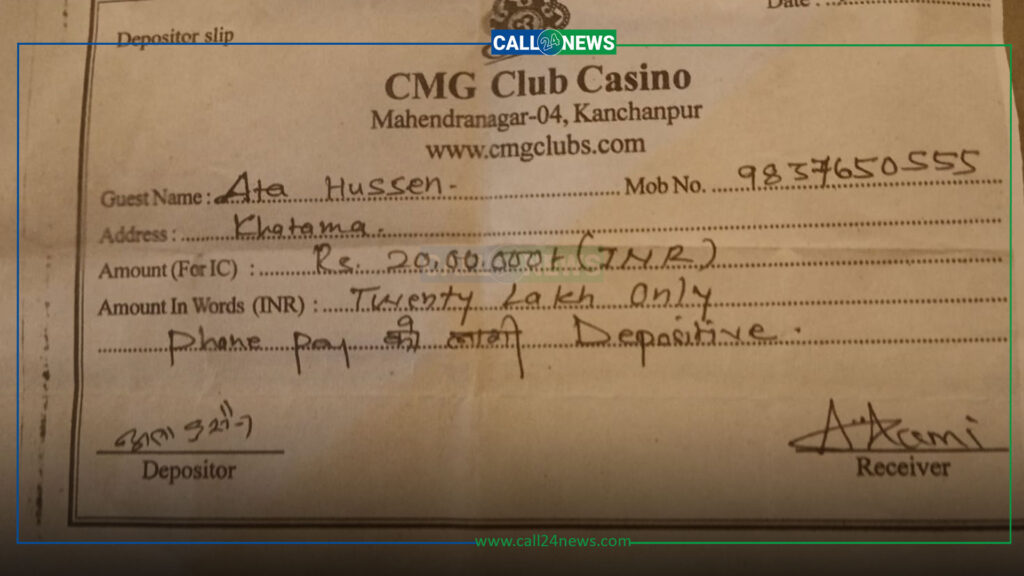 Date :
Depositor slip
CALL24NEWS
CMG Club Casino
Mahendranagar-04, Kanchanpur
www.cmgclubs.com
Guest Name : Ata Hussen- Mob No. 9837650555
Address : Khatama.
Amount (For IC) : Rs. 20,00,000/- (INR)
Amount In Words (INR) : Twenty Lakh Only
Phane pay को लागी Depositive.
Depositor
Receiver
www.call24news.com